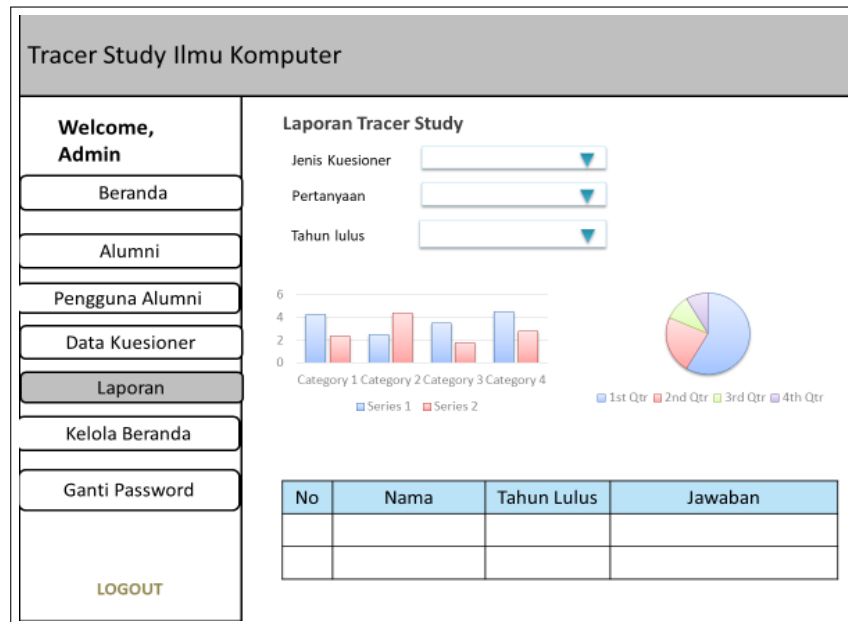 Tracer Study Ilmu Komputer
Welcome,
Admin
Beranda
Alumni
Pengguna Alumni
Data Kuesioner
Laporan
Kelola Beranda
Ganti Password
LOGOUT
Laporan Tracer Study
Jenis Kuesioner
Pertanyaan
Tahun lulus
6
4
2
0
Category 1 Category 2 Category 3 Category 4
Series 1 Series 2
1st Qtr 2nd Qtr 3rd Qtr 4th Qtr
No Nama Tahun Lulus Jawaban